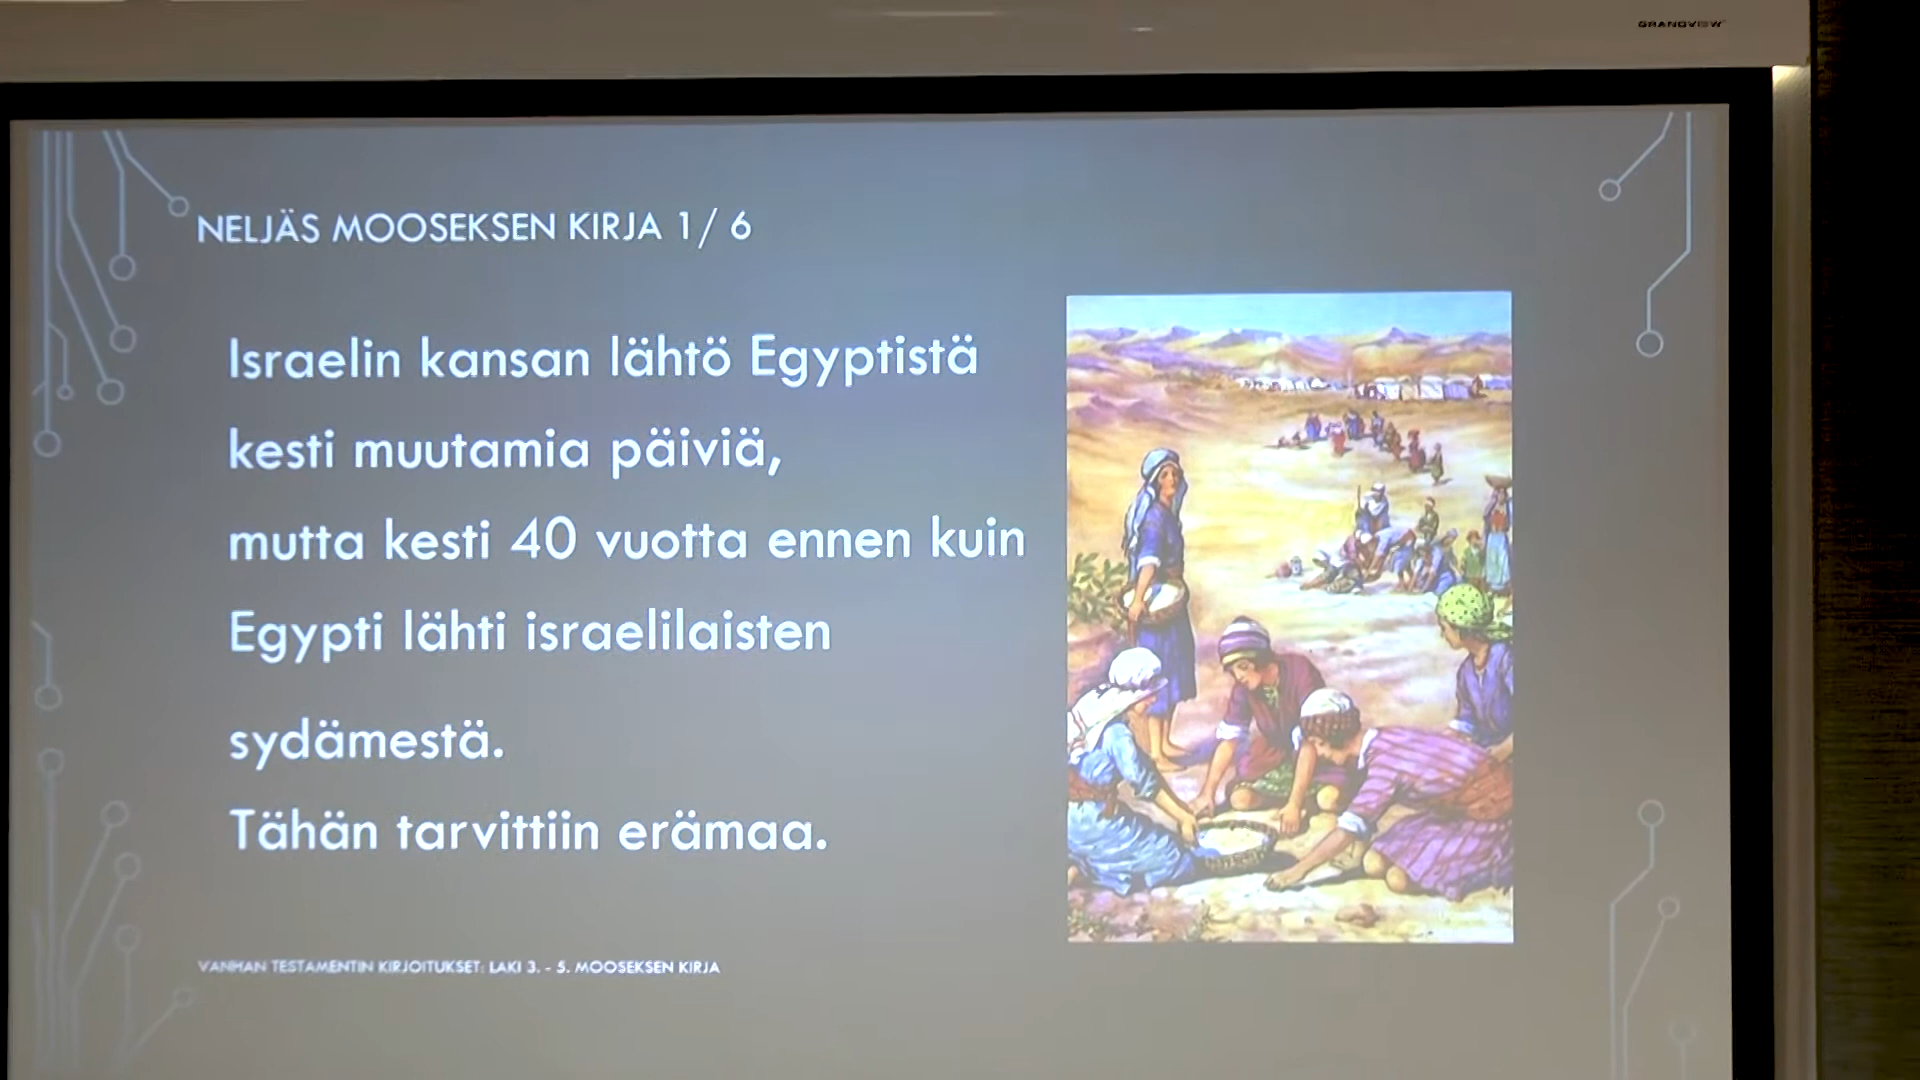 GRANDVIEW
NELJÄS MOOSEKSEN KIRJA 1/ 6
Israelin kansan lähtö Egyptistä
kesti muutamia päiviä,
mutta kesti 40 vuotta ennen kuin
Egypti lähti israelilaisten
sydämestä.
Tähän tarvittiin erämaa.
VANHAN TESTAMENTIN KIRJOITUKSET: LAKI 3. - 5. MOOSEKSEN KIRJA